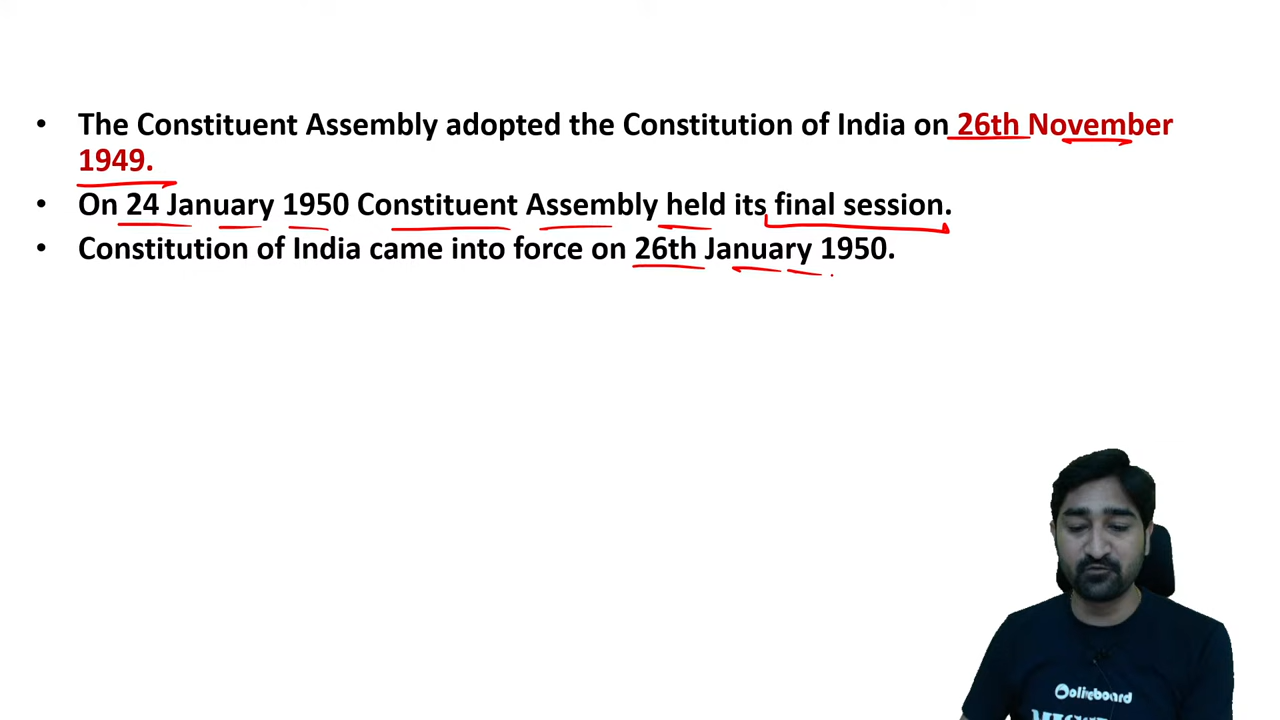 • The Constituent Assembly adopted the Constitution of India on 26th November
1949.
• On 24 January 1950 Constituent Assembly held its final session.
• Constitution of India came into force on 26th January 1950.
oliveboard